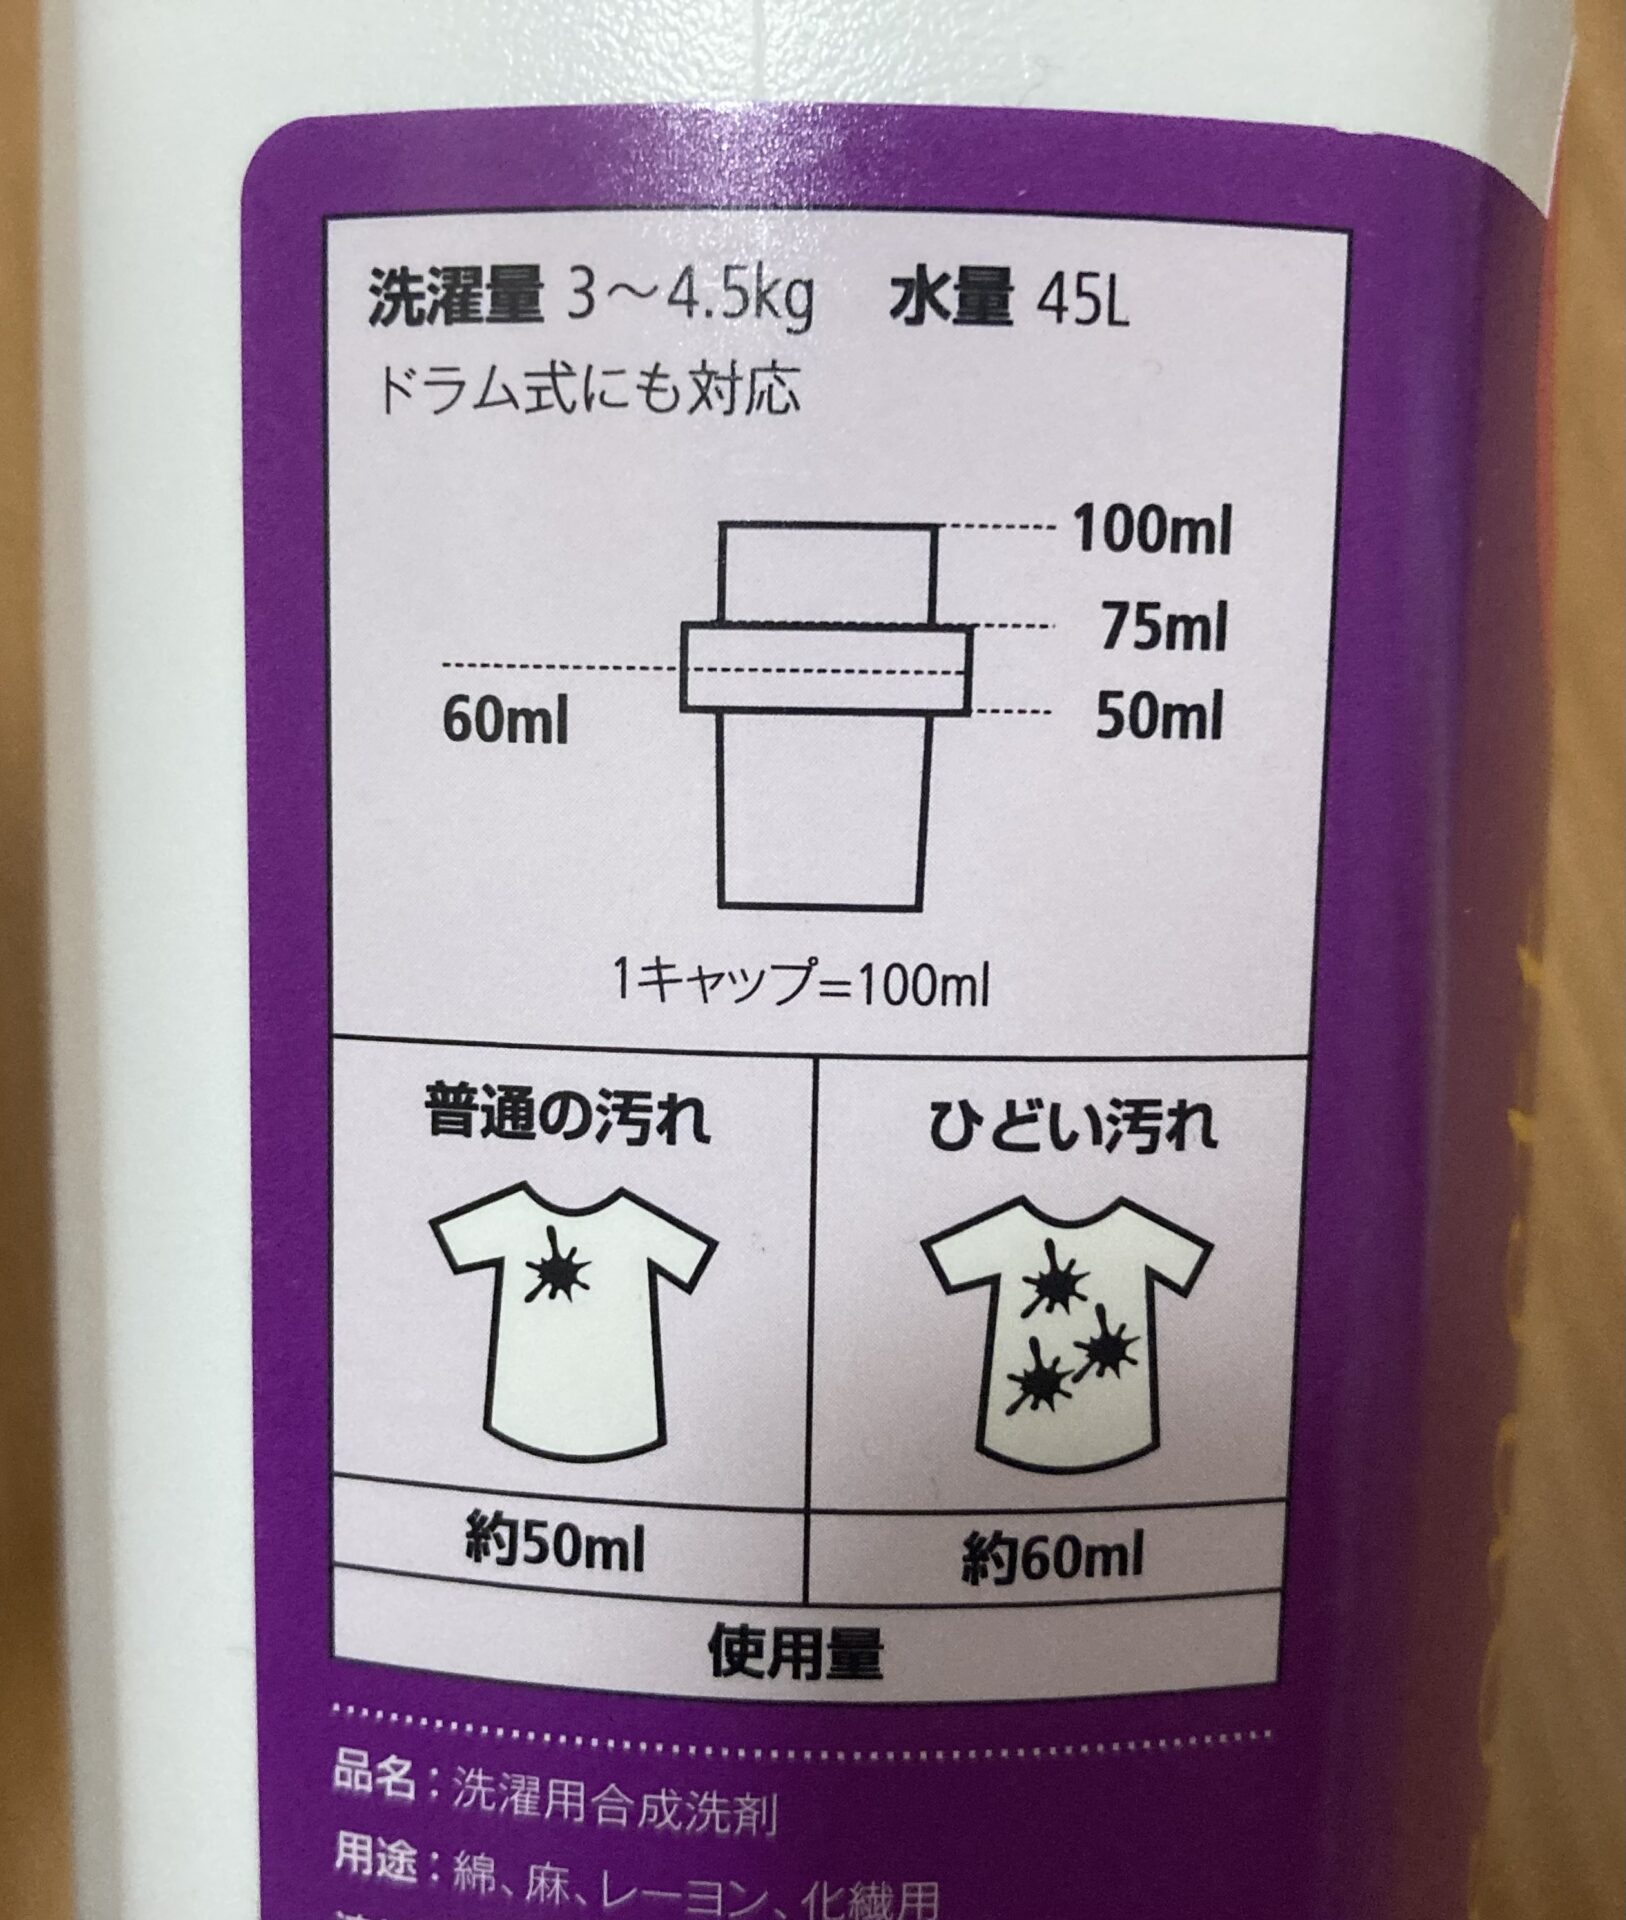 洗濯量 3～4.5kg 水量 45L
ドラム式にも対応
100ml
75ml
60ml
50ml
1キャップ=100ml
普通の汚れ ひどい汚れ
約50ml 約60ml
使用量
品名：洗濯用合成洗剤
用途：綿、麻、レーヨン、化繊用